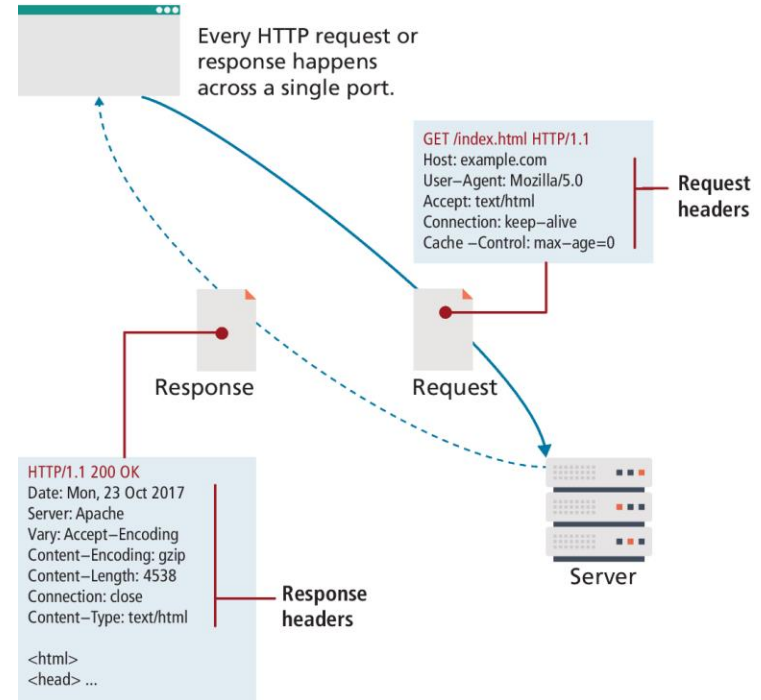 Every HTTP request or
response happens
across a single port.
GET /index.html HTTP/1.1
Host: example.com
User–Agent: Mozilla/5.0
Accept: text/html
Connection: keep–alive
Cache –Control: max–age=0
Request
headers
Response
Request
HTTP/1.1 200 OK
Date: Mon, 23 Oct 2017
Server: Apache
Vary: Accept–Encoding
Content–Encoding: gzip
Content–Length: 4538
Connection: close
Content–Type: text/html
<html>
<head> ...
Response
headers
Server